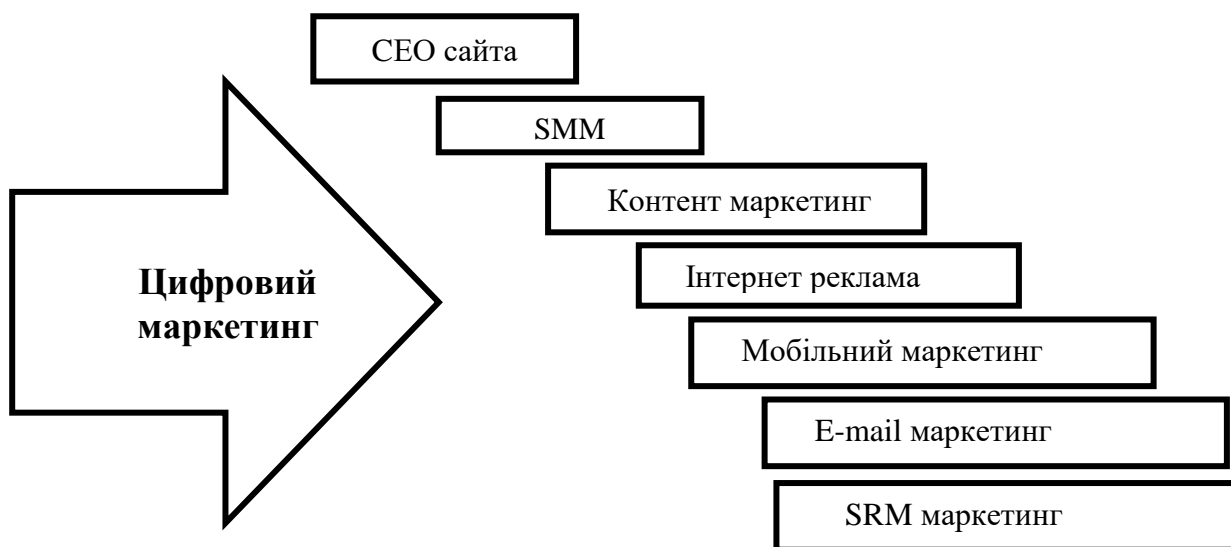 СЕО сайта
SMM
Контент маркетинг
Інтернет реклама
Цифровий
маркетинг
Мобільний маркетинг
E-mail маркетинг
SRM маркетинг